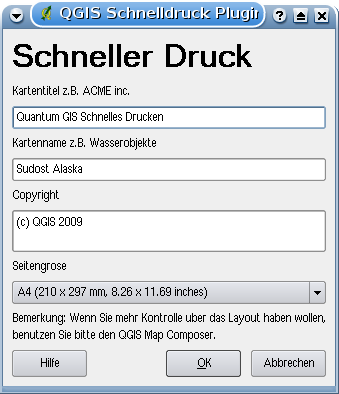 QGIS Schnelldruck Plugin
Schneller Druck
Kartentitel z.B. ACME inc.
Quantum GIS Schnelles Drucken
Kartenname z.B. Wasserobjekte
Sudost Alaska
Copyright
(c) QGIS 2009
Seitengrose
A4 (210 x 297 mm, 8.26 x 11.69 inches)
Bemerkung: Wenn Sie mehr Kontrolle uber das Layout haben wollen,
benutzen Sie bitte den QGIS Map Composer.
Hilfe OK Abbrechen